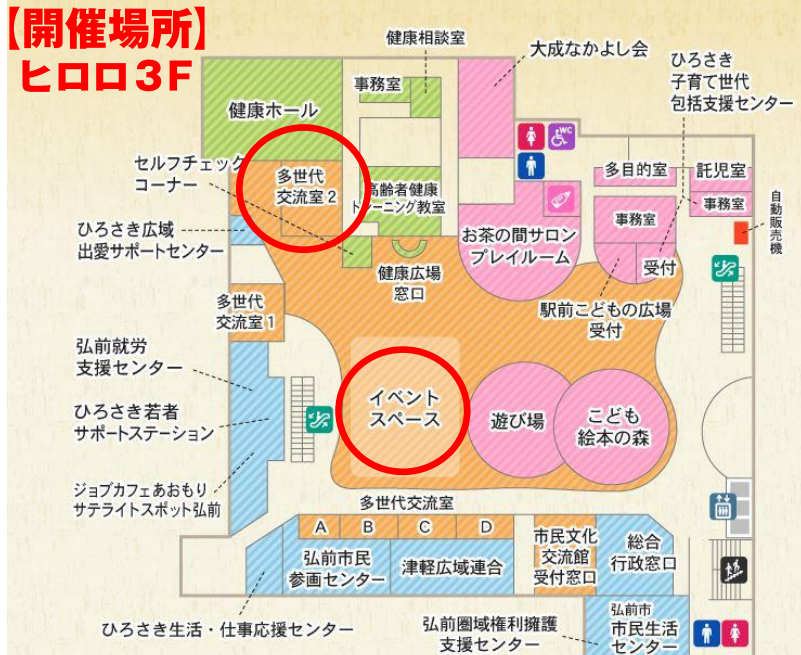 【開催場所】
ヒロロ3F
健康相談室
大成なかよし会
ひろさき
子育て世代
包括支援センター
事務室
健康ホール
WC
セルフチェック
コーナー
多世代
交流室2
高齢者健康
トレーニング教室
多目的室
託児室
事務室
事務室
自動販売機
ひろさき広域
出愛サポートセンター
お茶の間サロン
プレイルーム
受付
健康広場
窓口
多世代
交流室1
駅前こどもの広場
受付
弘前就労
支援センター
イベント
スペース
遊び場
こども
絵本の森
ひろさき若者
サポートステーション
ジョブカフェあおもり
サテライトスポット弘前
多世代交流室
A B C D
弘前市民
参画センター
津軽広域連合
市民文化
交流館
受付窓口
総合
行政窓口
ひろさき生活・仕事応援センター
弘前圏域権利擁護
支援センター
弘前市
市民生活
センター